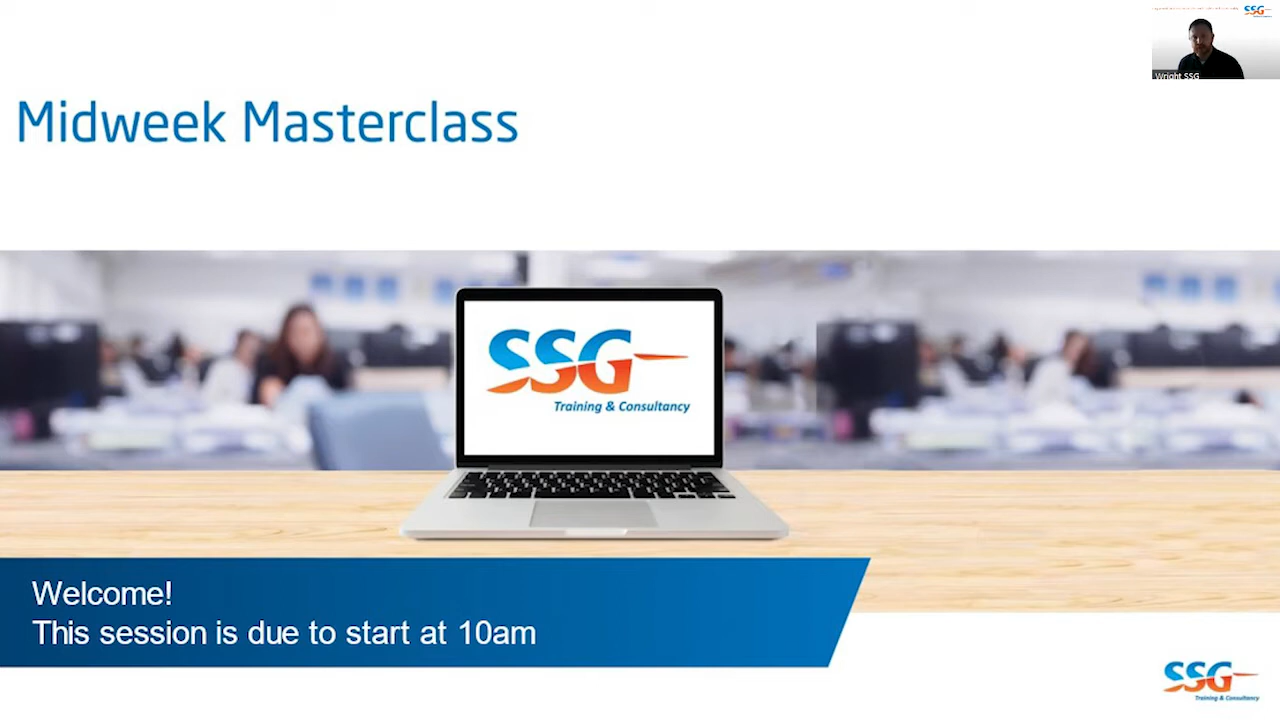 SSG
Wright SSG
Midweek Masterclass
SSG
Training & Consultancy
Welcome!
This session is due to start at 10am
SSG
Training & Consultancy